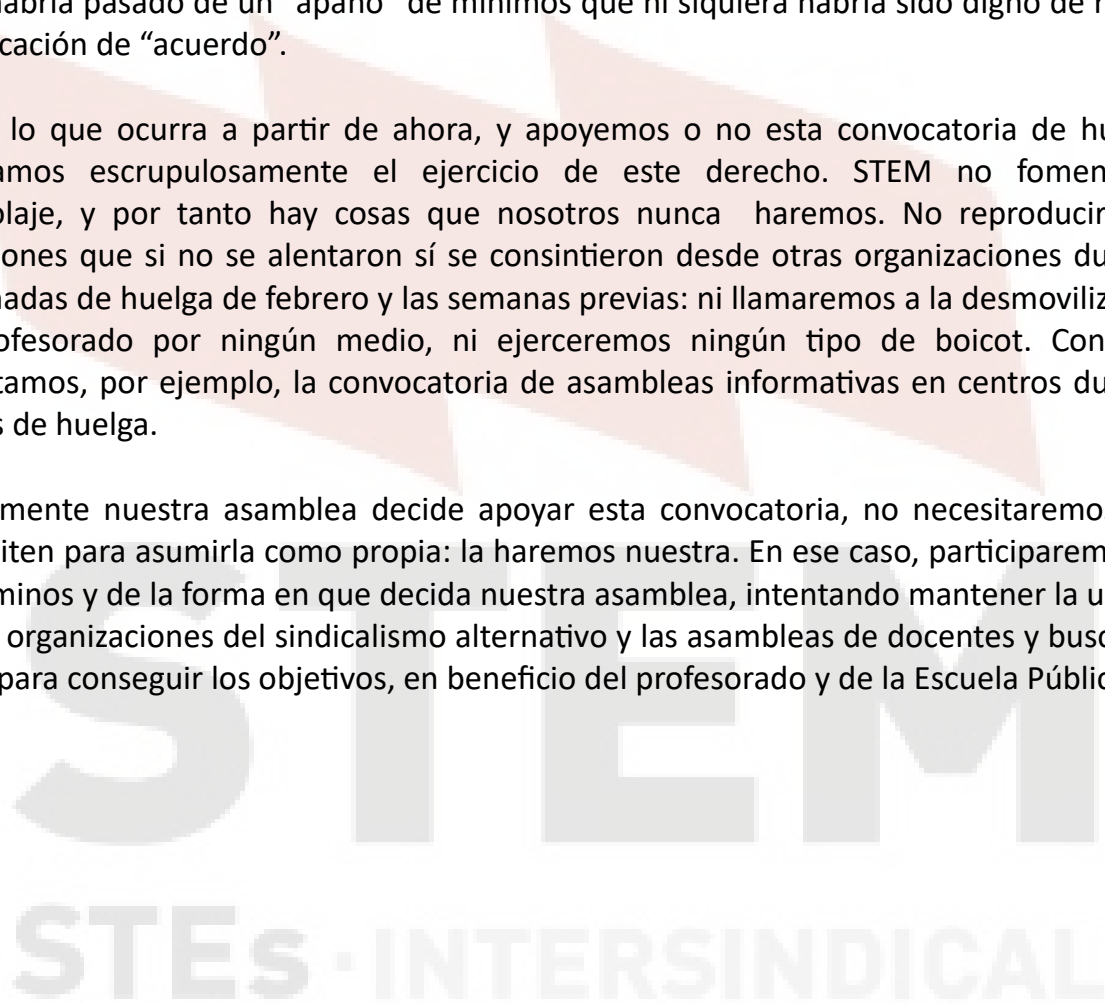 habría pasado de un “apaño” de mínimos que ni siquiera habría sido digno de
cación de “acuerdo”.
lo que ocurra a partir de ahora, y apoyemos o no esta convocatoria de hu
amos escrupulosamente el ejercicio de este derecho. STEM no fomen
olaje, y por tanto hay cosas que nosotros nunca haremos. No reproducir
ones que si no se alentaron sí se consintieron desde otras organizaciones du
nadas de huelga de febrero y las semanas previas: ni llamaremos a la desmoviliz
ofesorado por ningún medio, ni ejerceremos ningún tipo de boicot. Con
tamos, por ejemplo, la convocatoria de asambleas informativas en centros du
s de huelga.
mente nuestra asamblea decide apoyar esta convocatoria, no necesitaremo
iten para asumirla como propia: la haremos nuestra. En ese caso, participarem
minos y de la forma en que decida nuestra asamblea, intentando mantener la u
organizaciones del sindicalismo alternativo y las asambleas de docentes y busc
para conseguir los objetivos, en beneficio del profesorado y de la Escuela Públic
STEM
STEs · INTERSINDICAL